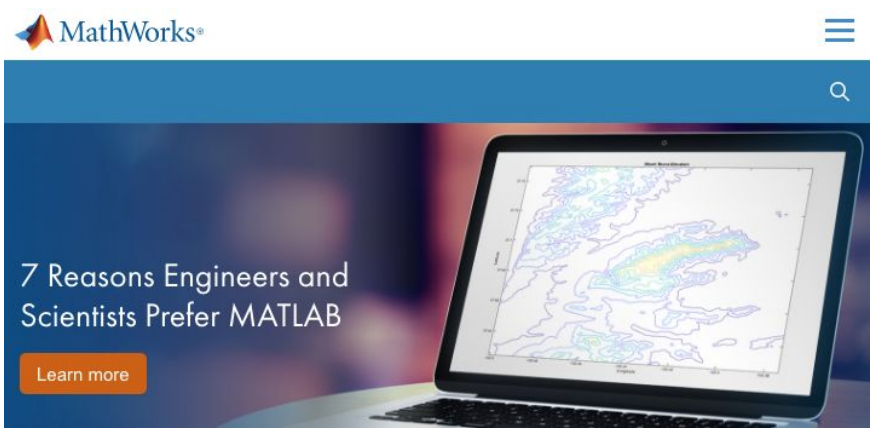 MathWorks®
7 Reasons Engineers and
Scientists Prefer MATLAB
Learn more